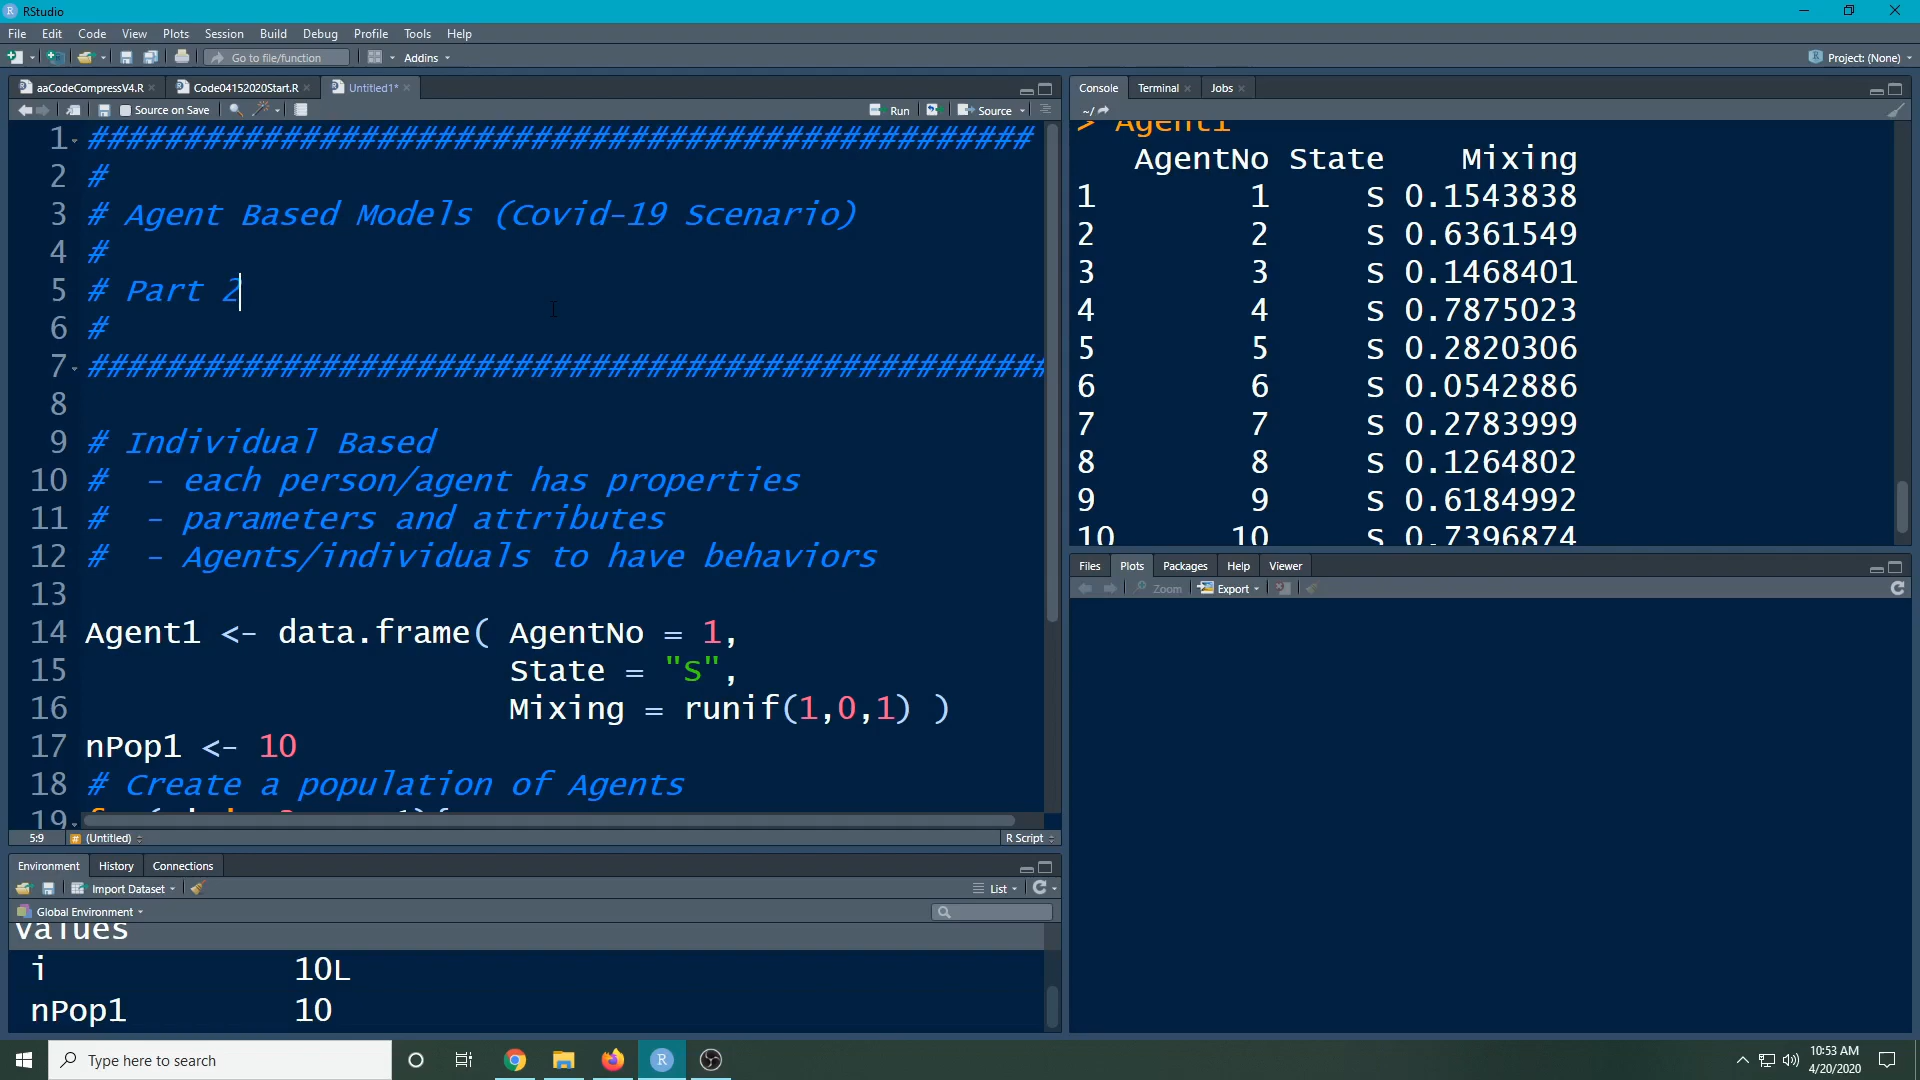 RStudio
File Edit Code View Plots Session Build Debug Profile Tools Help
Go to file/function Addins Project: (None)
aaCodeCompressV4.R Code04152020Start.R Untitled1*
Source on Save Run Source
1 #################################################
2 #
3 # Agent Based Models (Covid-19 Scenario)
4 #
5 # Part 2
6 #
7 ##################################################
8
9 # Individual Based
10 #  - each person/agent has properties
11 #  - parameters and attributes
12 #  - Agents/individuals to have behaviors
13
14 Agent1 <- data.frame( AgentNo = 1,
15 State = "S",
16 Mixing = runif(1,0,1) )
17 nPop1 <- 10
18 # Create a population of Agents
19
5:9 (Untitled) R Script
Environment History Connections
Import Dataset List
Global Environment
Values
i 10L
nPop1 10
Console Terminal Jobs
~/
> Agent1
AgentNo State Mixing
1 1 S 0.1543838
2 2 S 0.6361549
3 3 S 0.1468401
4 4 S 0.7875023
5 5 S 0.2820306
6 6 S 0.0542886
7 7 S 0.2783999
8 8 S 0.1264802
9 9 S 0.6184992
10 10 S 0.7396874
Files Plots Packages Help Viewer
Zoom Export
Type here to search
10:53 AM
4/20/2020